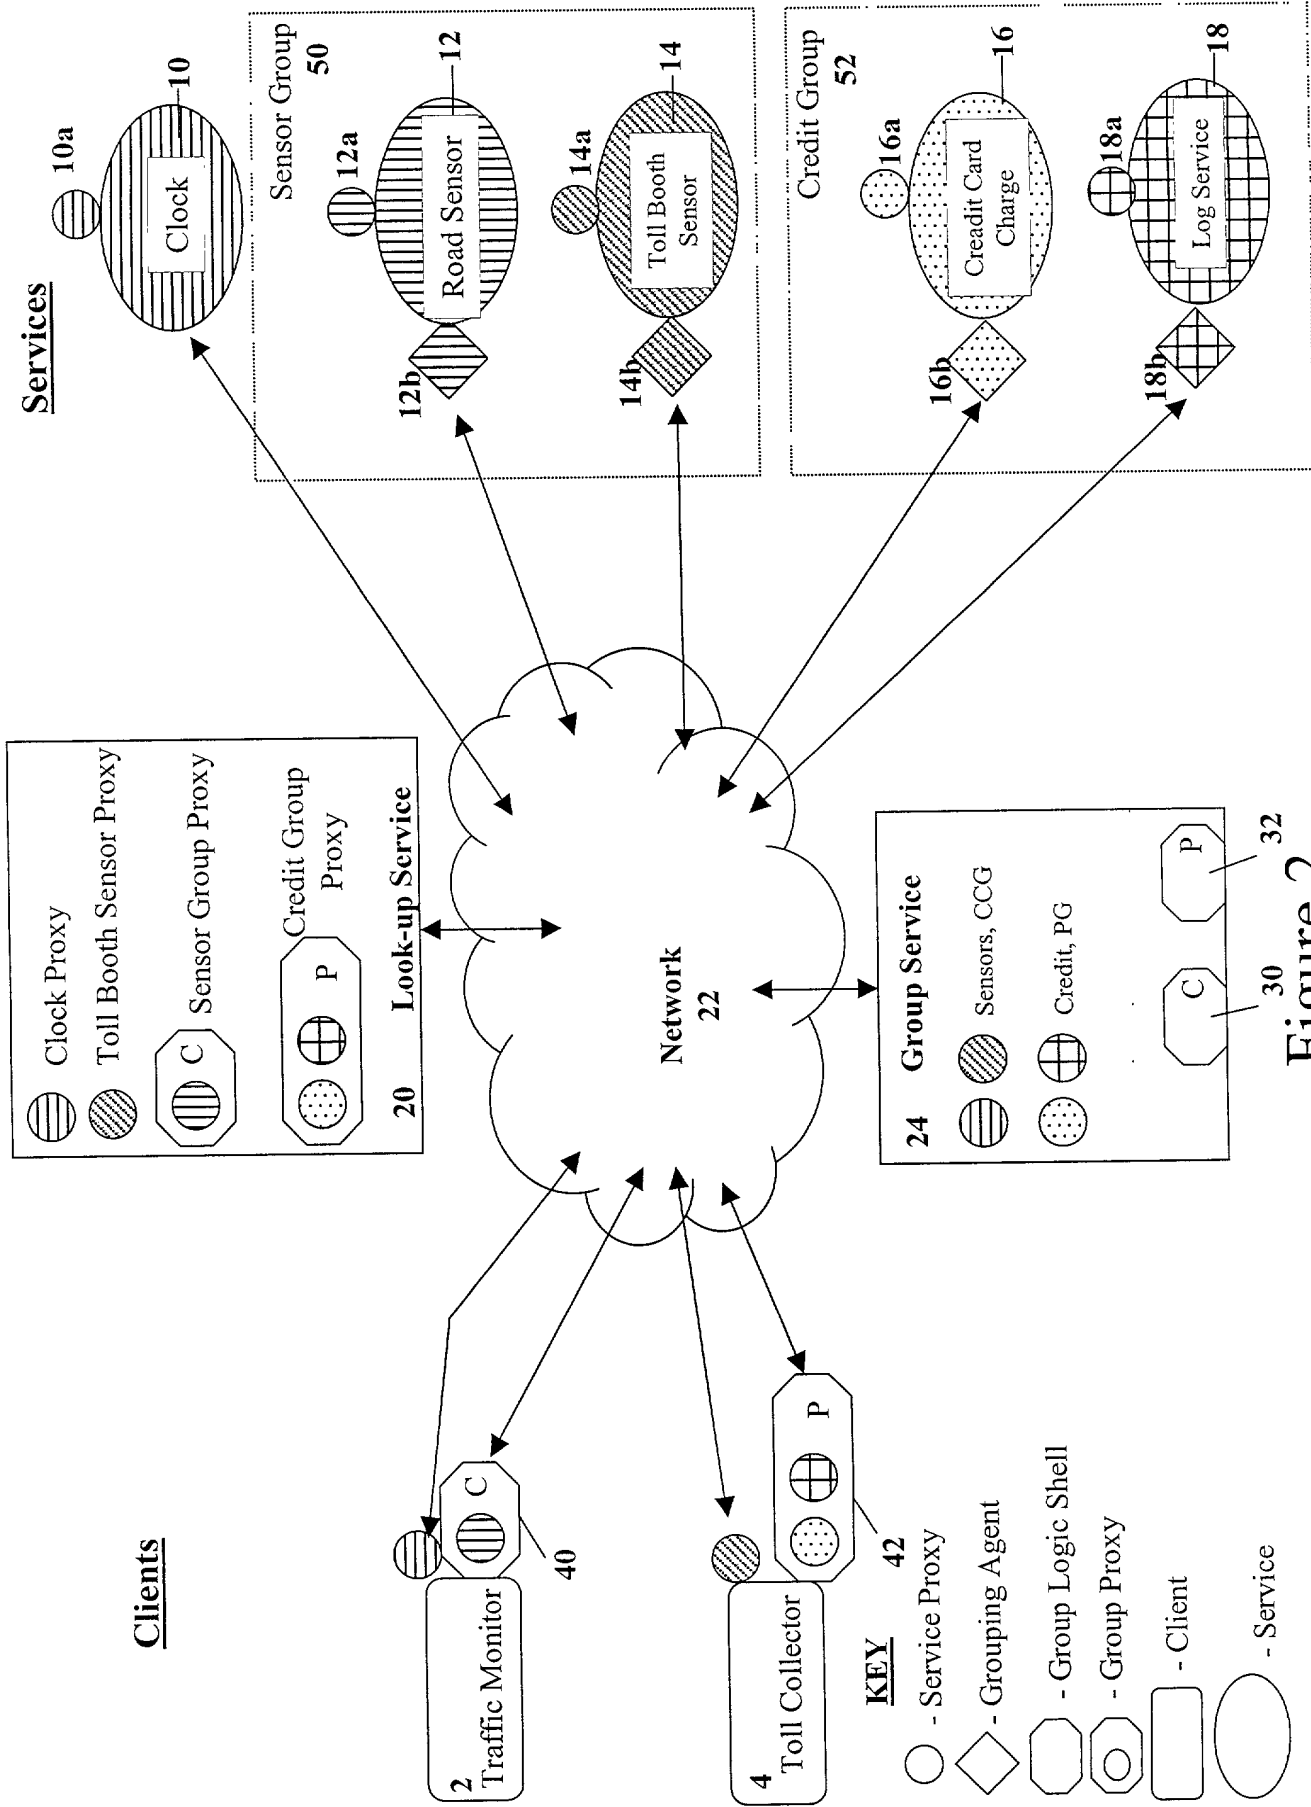 Clients
Services
2
Traffic Monitor
40
C
4
Toll Collector
42
P
KEY
- Service Proxy
- Grouping Agent
- Group Logic Shell
- Group Proxy
- Client
- Service
Clock Proxy
Toll Booth Sensor Proxy
C
Sensor Group Proxy
P
Credit Group
Proxy
20
Look-up Service
Network
22
24
Group Service
Sensors, CCG
Credit, PG
C
P
30
32
10a
10
Clock
Sensor Group
50
12a
12
12b
Road Sensor
14a
14
14b
Toll Booth
Sensor
Credit Group
52
16a
16
16b
Creadit Card
Charge
18a
18
18b
Log Service
Figure 2